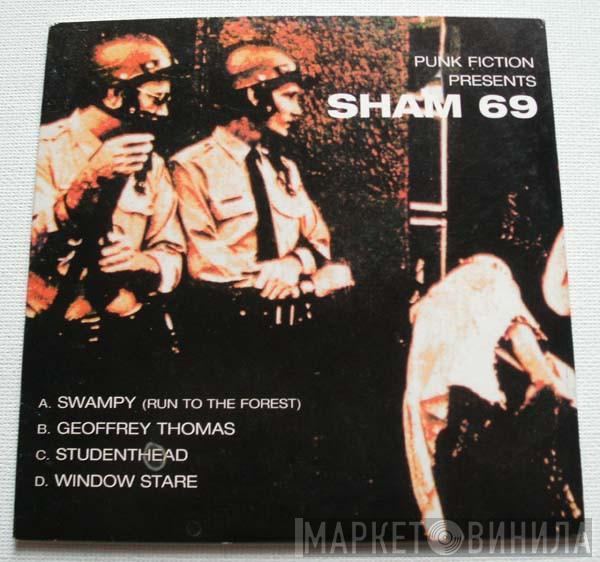 PUNK FICTION
PRESENTS
SHAM 69
A. SWAMPY (RUN TO THE FOREST)
B. GEOFFREY THOMAS
C. STUDENTHEAD
D. WINDOW STARE
МАРКЕТ ВИНИЛА